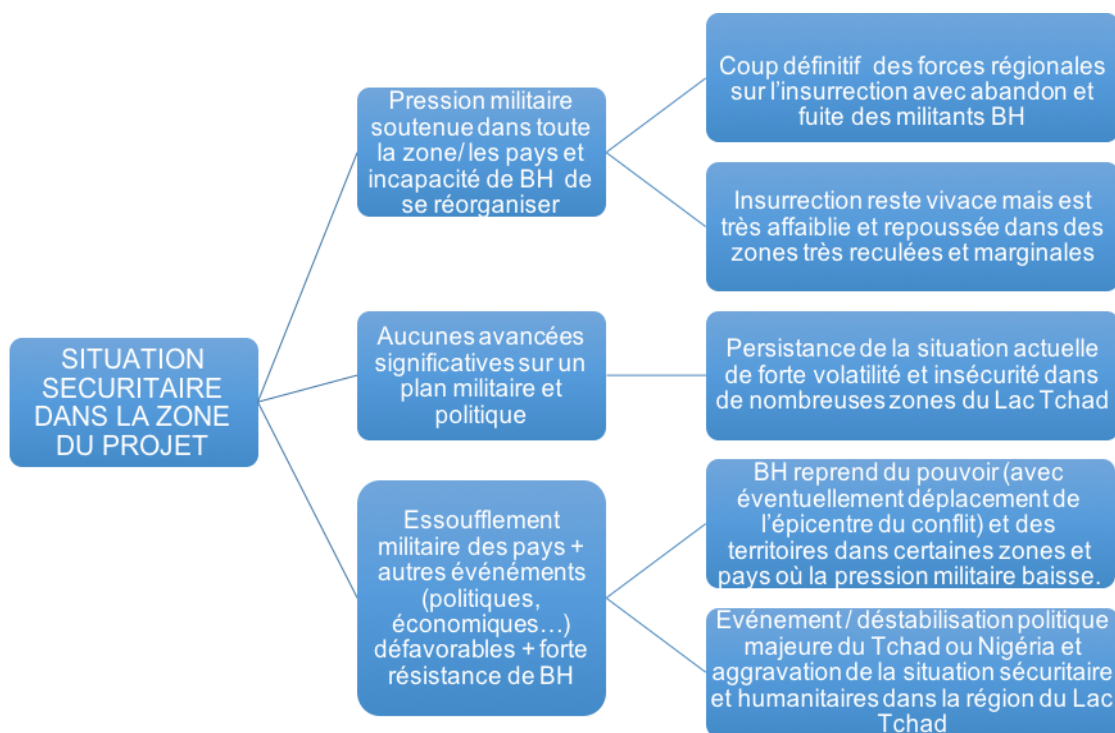 SITUATION
SECURITAIRE
DANS LA ZONE
DU PROJET
Pression militaire
soutenue dans toute
la zone/ les pays et
incapacité de BH de
se réorganiser
Coup définitif des forces régionales
sur l'insurrection avec abandon et
fuite des militants BH
Insurrection reste vivace mais est
très affaiblie et repoussée dans des
zones très reculées et marginales
Aucunes avancées
significatives sur un
plan militaire et
politique
Persistance de la situation actuelle
de forte volatilité et insécurité dans
de nombreuses zones du Lac Tchad
Essoufflement
militaire des pays +
autres événéments
(politiques,
économiques…)
défavorables + forte
résistance de BH
BH reprend du pouvoir (avec
éventuellement déplacement de
l'épicentre du conflit) et des
territoires dans certaines zones et
pays où la pression militaire baisse.
Evénement / déstabilisation politique
majeure du Tchad ou Nigéria et
aggravation de la situation sécuritaire
et humanitaires dans la région du Lac
Tchad